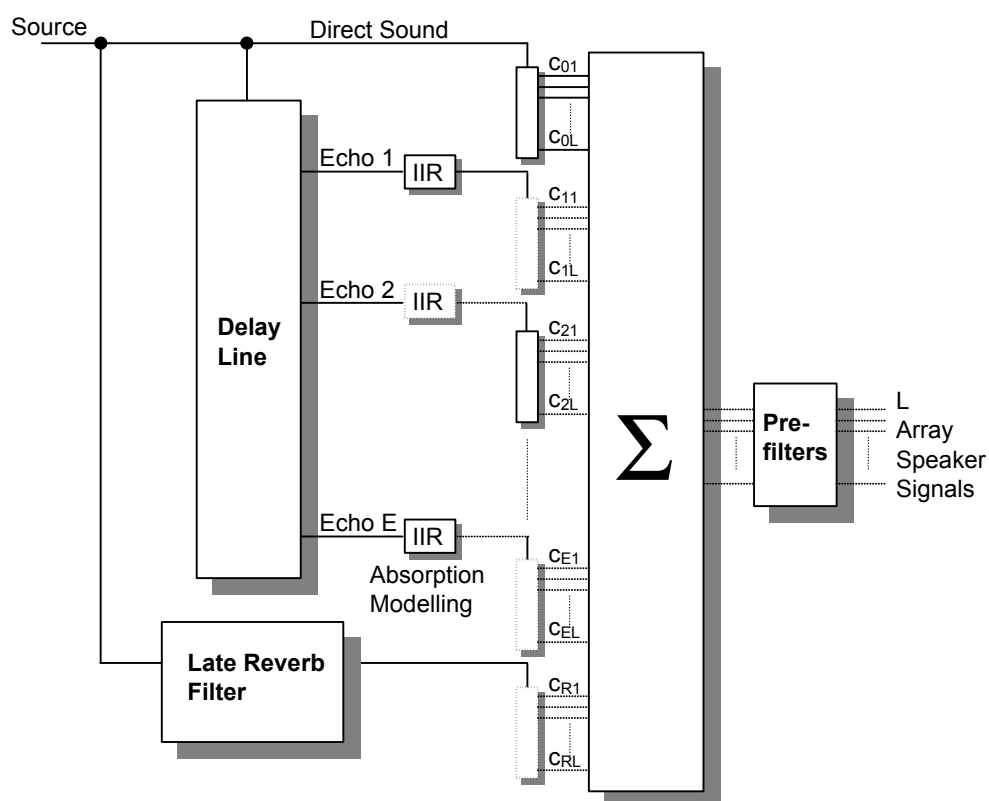 Source
Direct Sound
C01
C0L
Echo 1
IIR
C11
C1L
Echo 2
IIR
C21
C2L
Delay
Line
Σ
Pre-
filters
L
Array
Speaker
Signals
Echo E
IIR
Absorption
Modelling
CE1
CEL
Late Reverb
Filter
CR1
CRL